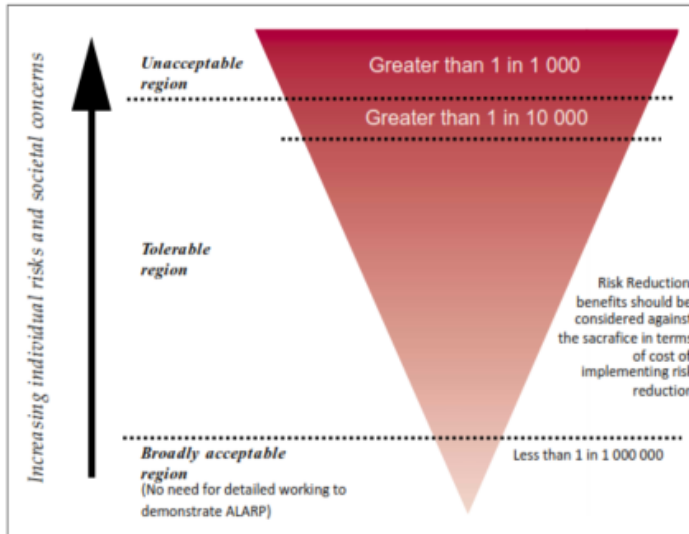 Increasing individual risks and societal concerns
Unacceptable
region
Greater than 1 in 1 000
Greater than 1 in 10 000
Tolerable
region
Risk Reduction
benefits should be
considered against
the sacrafice in terms
of cost of
implementing risk
reduction
Broadly acceptable
region
(No need for detailed working to
demonstrate ALARP)
Less than 1 in 1 000 000